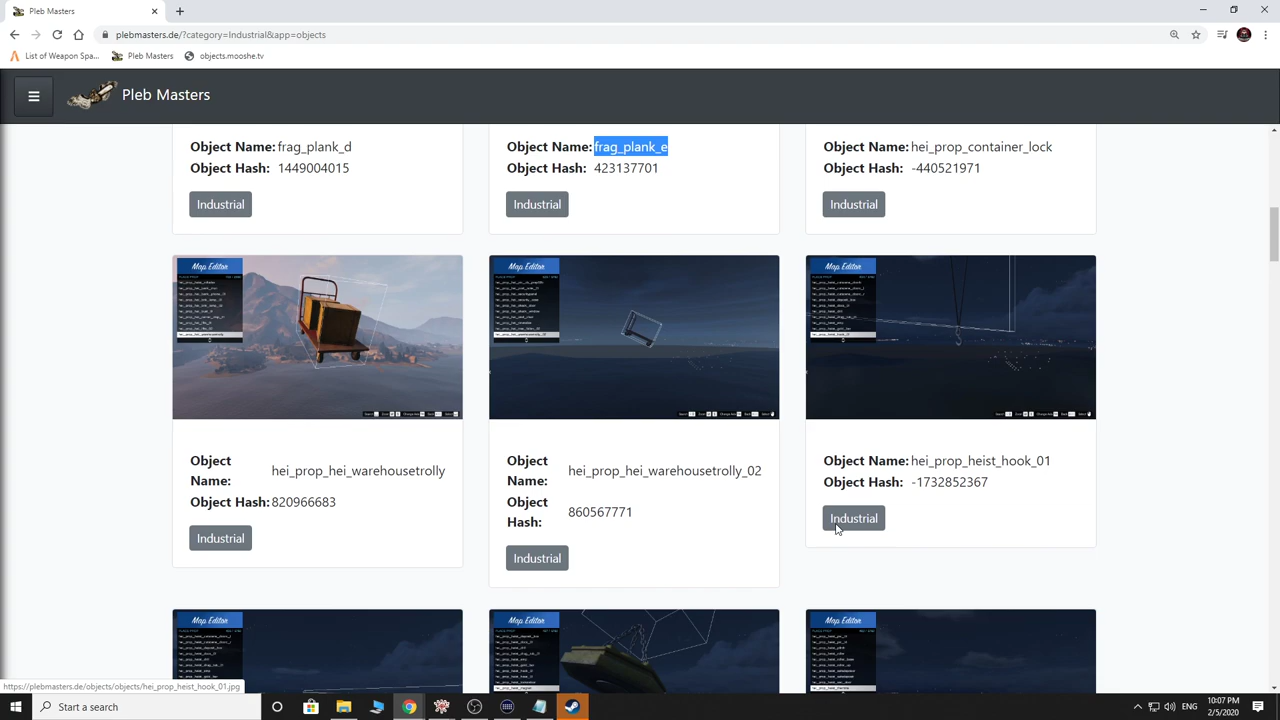 Pleb Masters
plebmasters.de/?category=Industrial&app=objects
List of Weapon Spa...
Pleb Masters
objects.mooshe.tv
Pleb Masters
Object Name: frag_plank_d
Object Hash: 1449004015
Industrial
Object Name: frag_plank_e
Object Hash: 423137701
Industrial
Object Name: hei_prop_container_lock
Object Hash: -440521971
Industrial
Map Editor
Map Editor
Map Editor
Object
Name:
hei_prop_hei_warehousetrolly
Object Hash: 820966683
Industrial
Object
Name:
hei_prop_hei_warehousetrolly_02
Object
Hash:
860567771
Industrial
Object Name: hei_prop_heist_hook_01
Object Hash: -1732852367
Industrial
Map Editor
Map Editor
Map Editor
https://plebmasters.de/objects/objects/hei_prop_heist_hook_01.jpg
Start a search
ENG
10:07 PM
2/5/2020